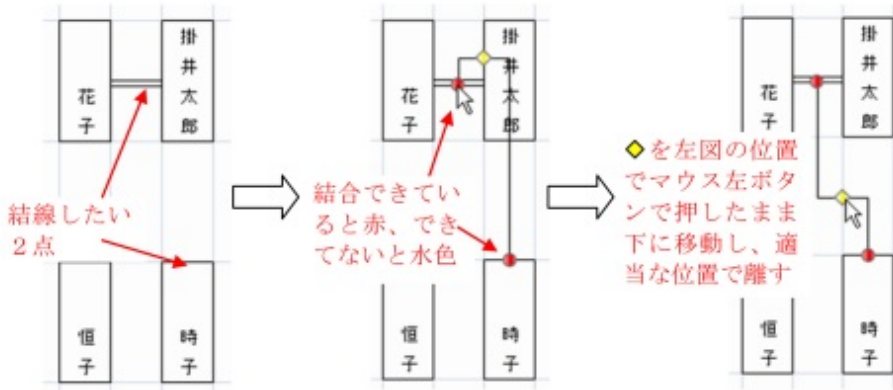 花子
掛井太郎
結線したい
２点
恒子
時子
花子
掛井太郎
結合できてい
ると赤、でき
てないと水色
恒子
時子
花子
掛井太郎
◆を左図の位置
でマウス左ボタ
ンで押したまま
下に移動し、適
当な位置で離す
恒子
時子